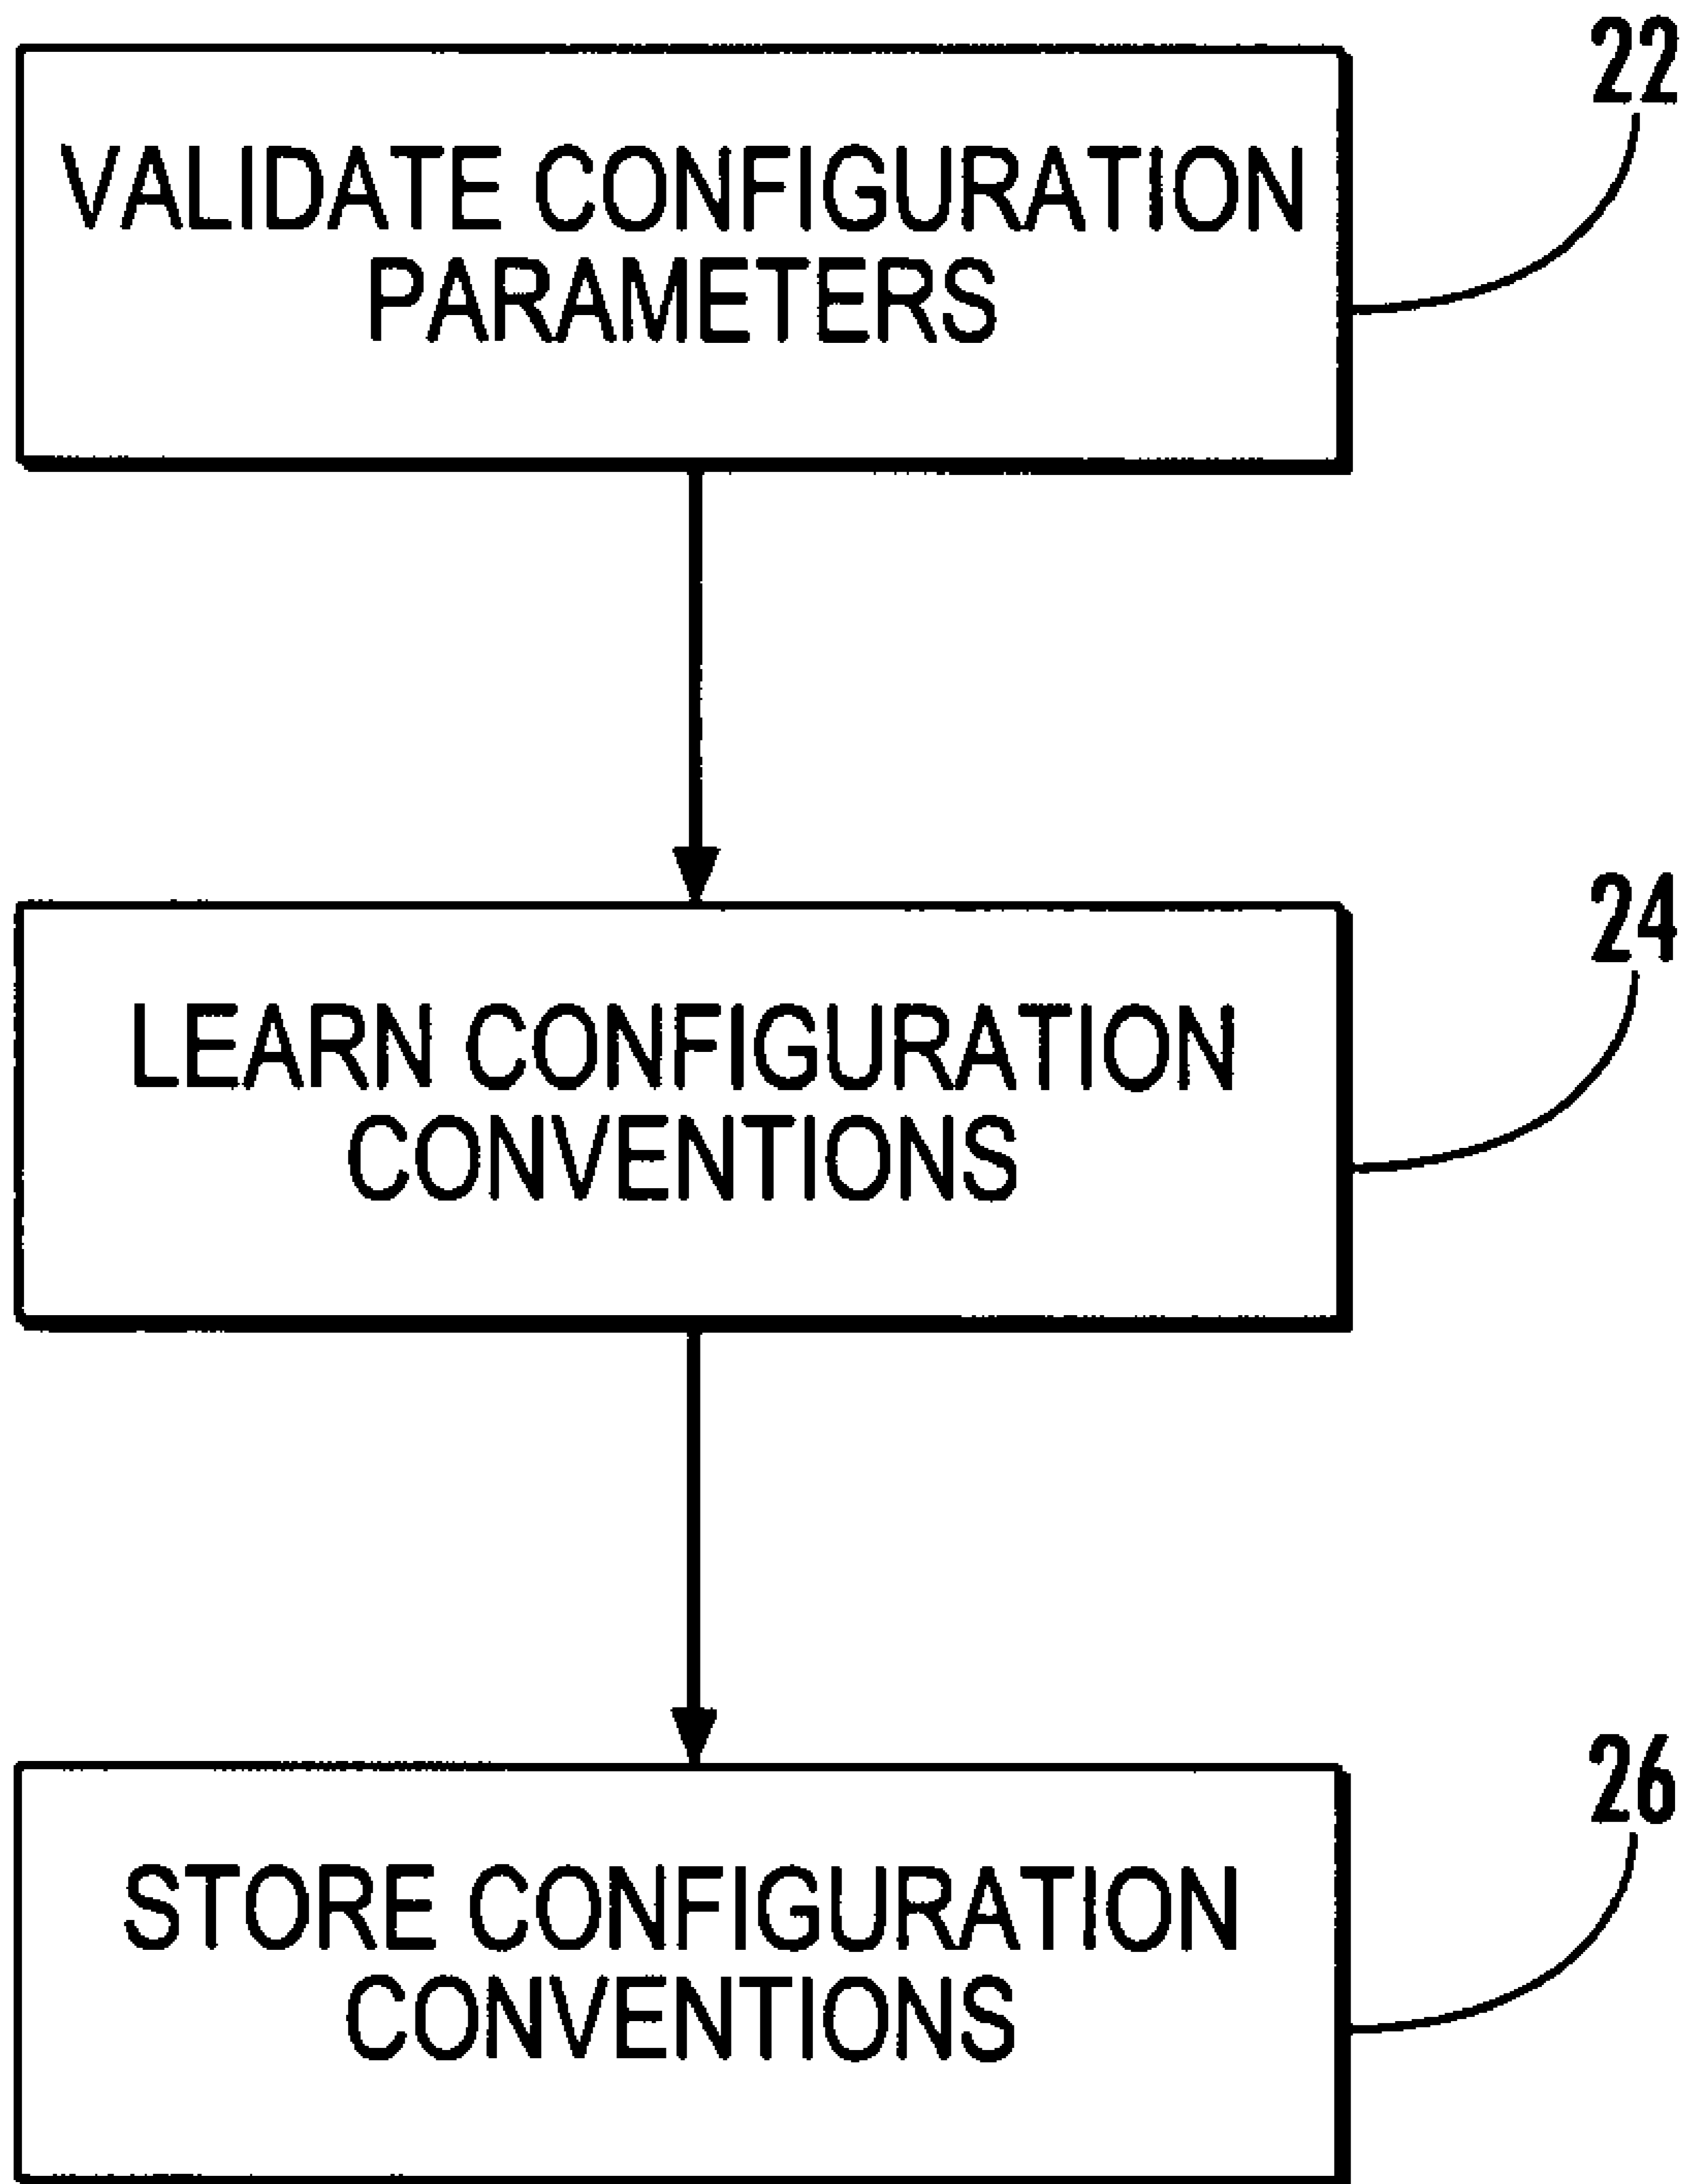 22
VALIDATE CONFIGURATION
PARAMETERS
24
LEARN CONFIGURATION
CONVENTIONS
26
STORE CONFIGURATION
CONVENTIONS